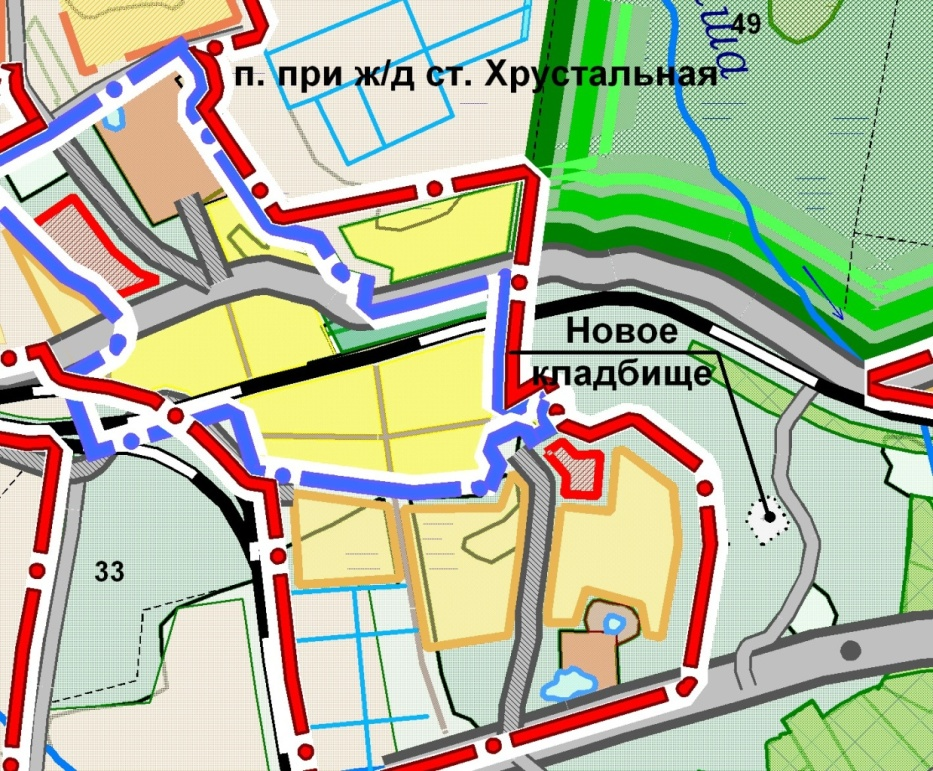 49
п. при ж/д ст. Хрустальная
Новое
кладбище
33